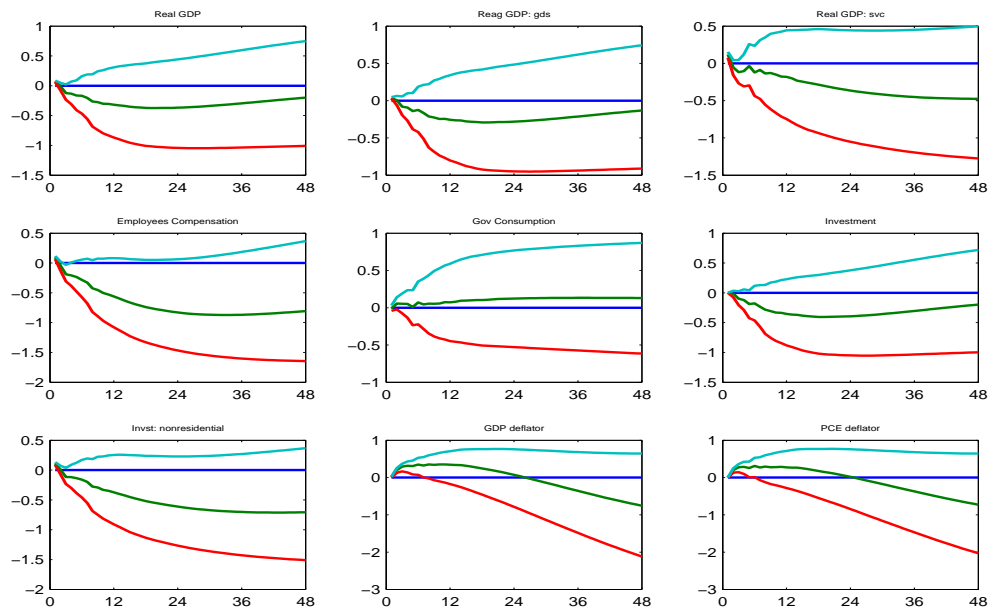 Real GDP
Reag GDP: gds
Real GDP: svc
1
0.5
0
−0.5
−1
−1.5
0 12 24 36 48
1
0.5
0
−0.5
−1
0 12 24 36 48
0.5
0
−0.5
−1
−1.5
0 12 24 36 48
Employees Compensation
Gov Consumption
Investment
0.5
0
−0.5
−1
−1.5
−2
0 12 24 36 48
1
0.5
0
−0.5
−1
0 12 24 36 48
1
0.5
0
−0.5
−1
−1.5
0 12 24 36 48
Invst: nonresidential
GDP deflator
PCE deflator
0.5
0
−0.5
−1
−1.5
−2
0 12 24 36 48
1
0
−1
−2
−3
0 12 24 36 48
1
0
−1
−2
−3
0 12 24 36 48